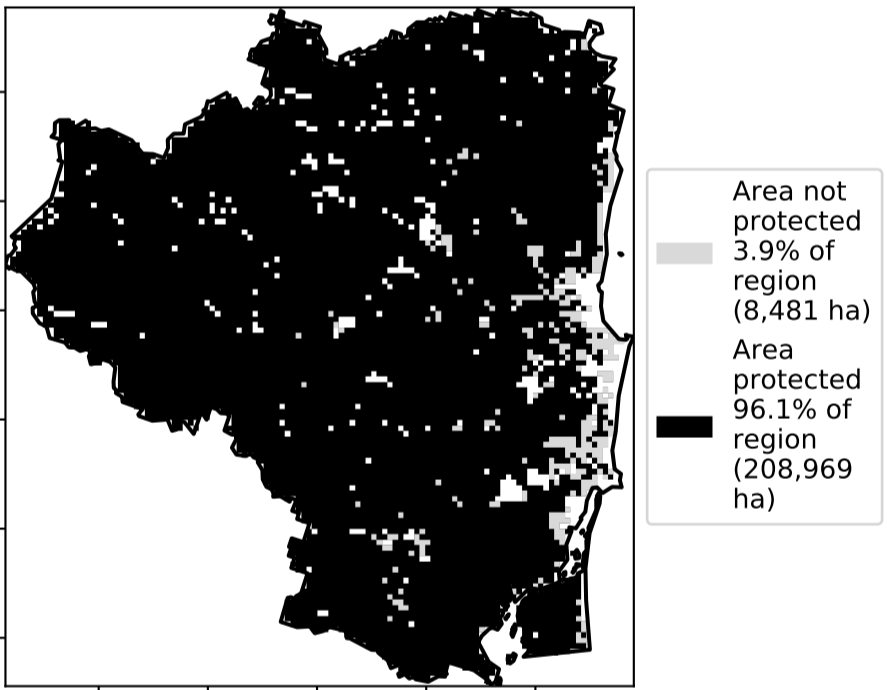 Area not
protected
3.9% of
region
(8,481 ha)
Area
protected
96.1% of
region
(208,969
ha)